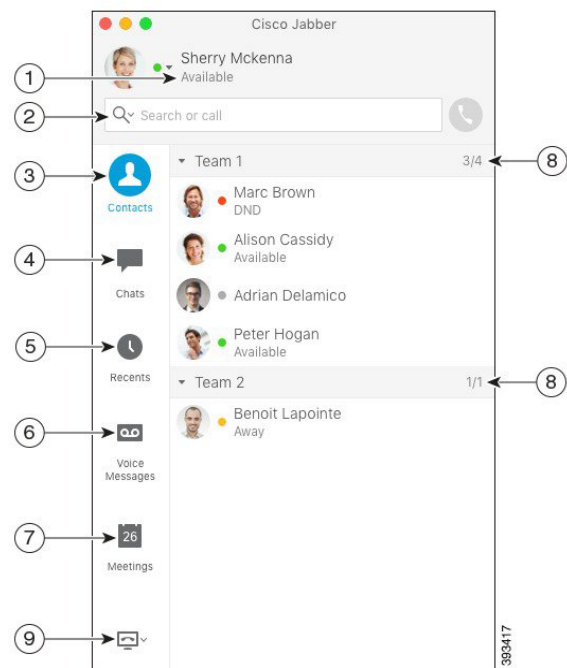 Cisco Jabber
Sherry Mckenna
1
Available
2
Search or call
3
Team 1
3/4
8
Contacts
Marc Brown
DND
4
Alison Cassidy
Available
Chats
Adrian Delamico
5
Peter Hogan
Available
Recents
Team 2
1/1
8
6
Benoit Lapointe
Away
Voice
Messages
7
26
Meetings
9
393417